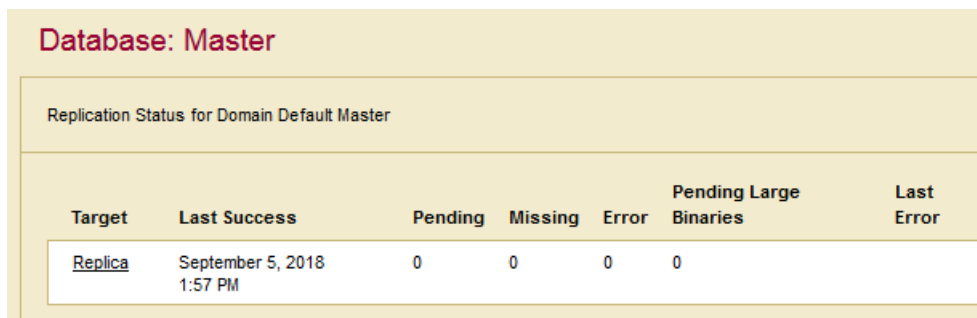 Database: Master
Replication Status for Domain Default Master
Pending Large Last
Target Last Success Pending Missing Error Binaries Error
Replica September 5, 2018 0 0 0 0
1:57 PM